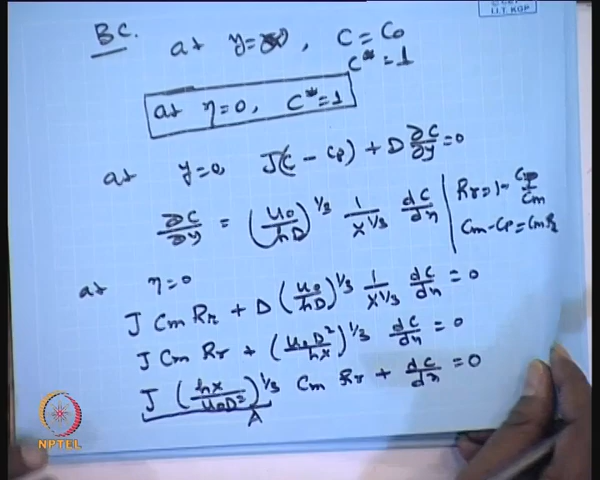 I.I.T. KGP
BC. at y=∞, C = C₀
C* = 1
at η=0, C*=1
at y=0, J(C - Cp) + D ∂C/∂y = 0
∂C/∂y = (u₀/hD)^1/3 1/x^1/3 dC/dη
Rr = 1 - Cp/Cm
Cm - Cp = Cm Rr
at η=0
J Cm Rr + D (u₀/hD)^1/3 1/x^1/3 dC/dη = 0
J Cm Rr + (u₀D²/hx)^1/3 dC/dη = 0
J (hx/u₀D²)^1/3 Cm Rr + dC/dη = 0
A
NPTEL